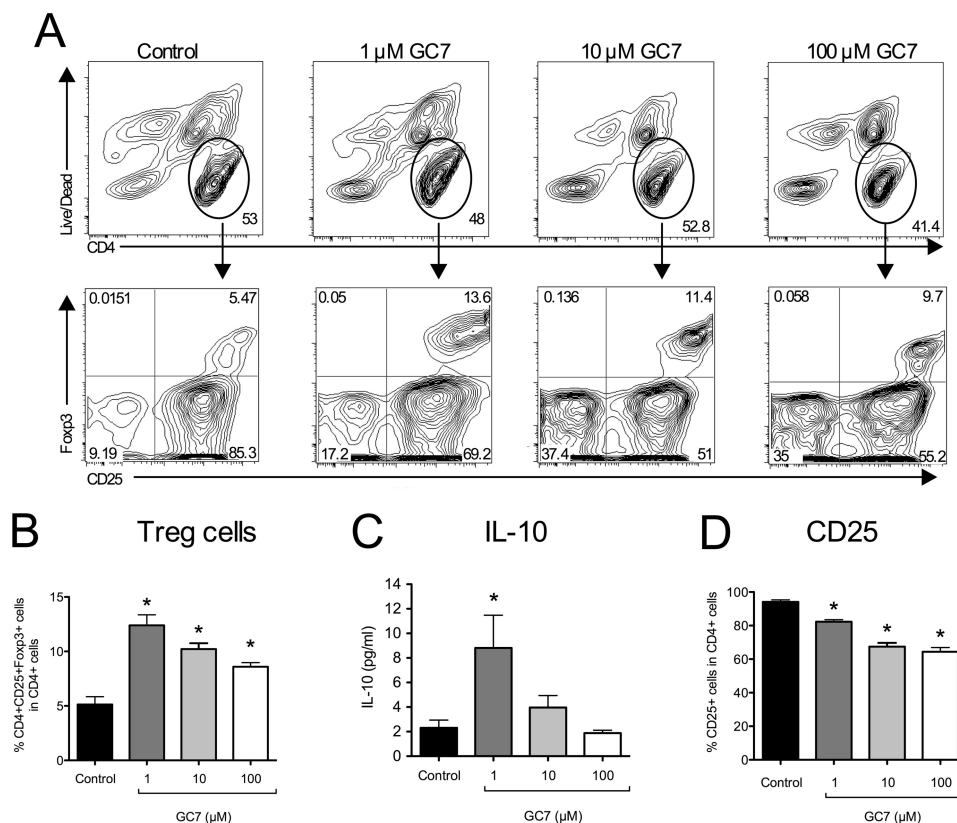 A
Control
1 µM GC7
10 µM GC7
100 µM GC7
Live/Dead
53
48
52.8
41.4
CD4
0.0151 5.47
0.05 13.6
0.136 11.4
0.058 9.7
Foxp3
9.19 85.3
17.2 69.2
37.4 51
35 55.2
CD25
B Treg cells
% CD4+CD25+Foxp3+ cells
in CD4+ cells
15
10
5
0
Control 1 10 100
GC7 (µM)
C IL-10
IL-10 (pg/ml)
14
12
10
8
6
4
2
0
* 
Control 1 10 100
GC7 (µM)
D CD25
% CD25+ cells in CD4+ cells
100
80
60
40
20
0
* * *
Control 1 10 100
GC7 (µM)